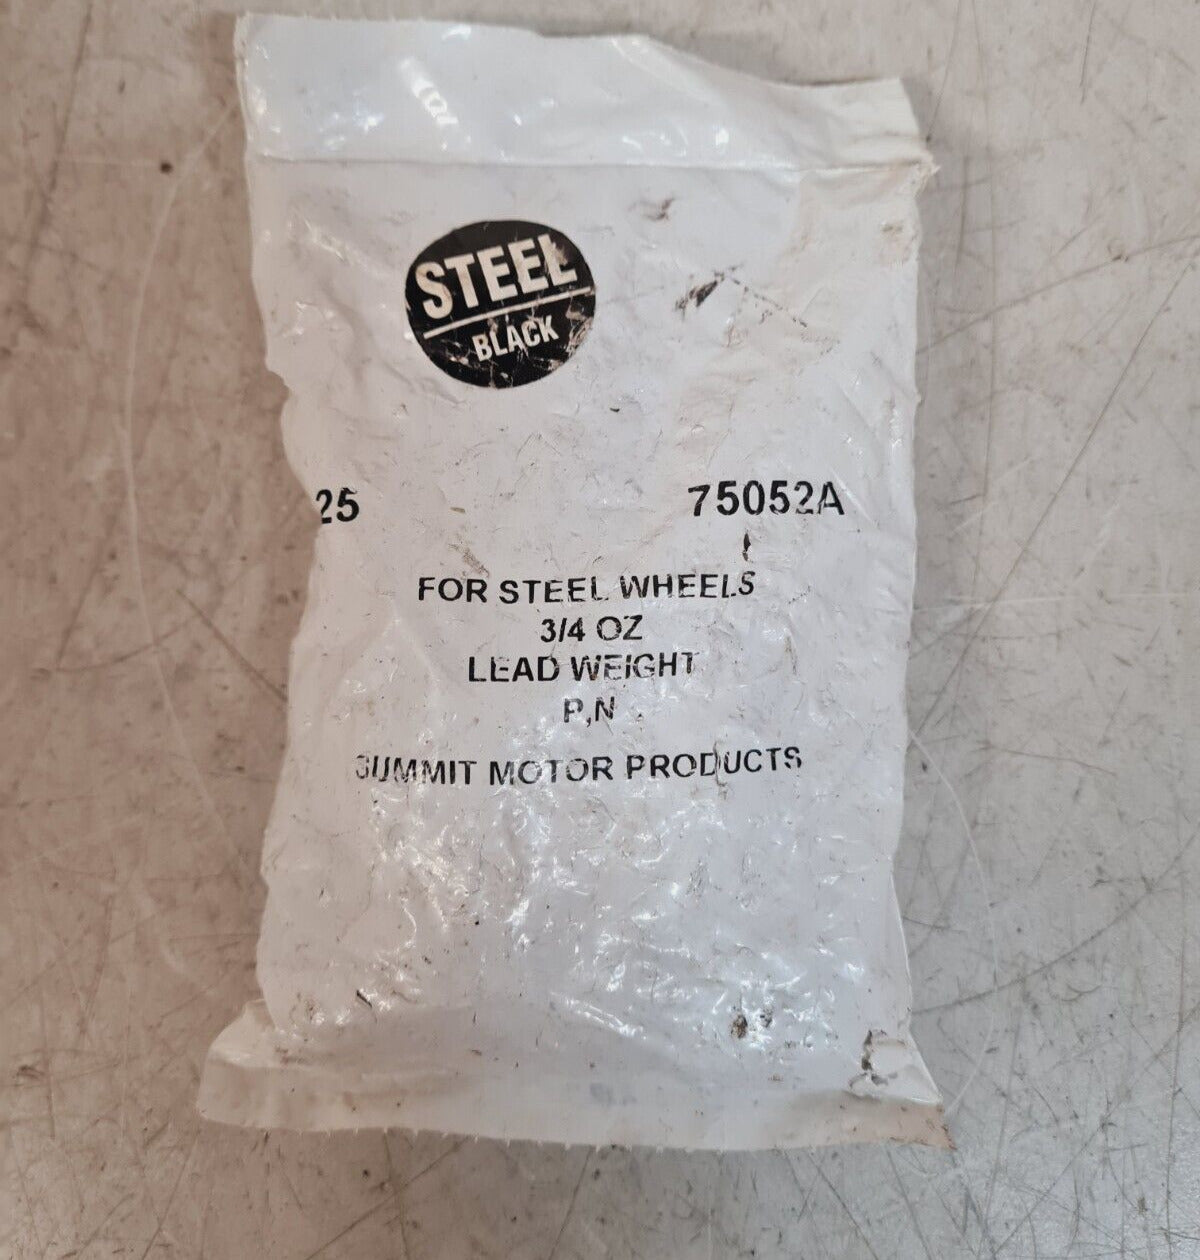 STEEL
BLACK
25 75052A
FOR STEEL WHEELS
3/4 OZ
LEAD WEIGHT
P,N
SUMMIT MOTOR PRODUCTS